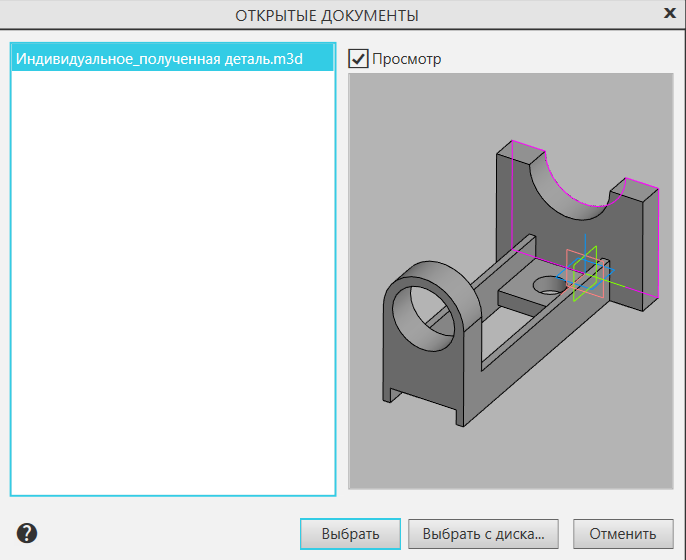 ОТКРЫТЫЕ ДОКУМЕНТЫ
x
Индивидуальное_полученная деталь.m3d
Просмотр
?
Выбрать
Выбрать с диска...
Отменить